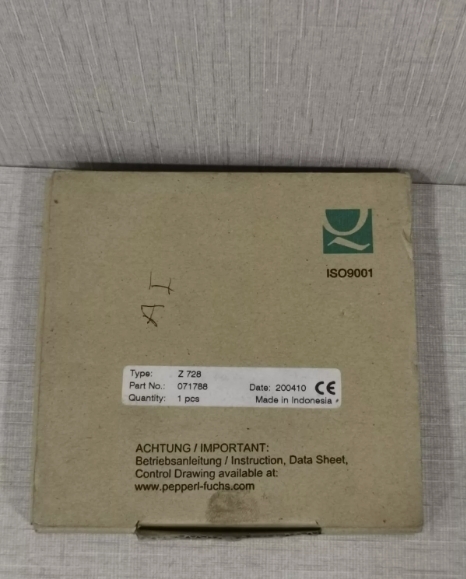 ISO9001
A I
Type: Z 728
Part No.: 071788 Date: 200410 CE
Quantity: 1 pcs Made in Indonesia
ACHTUNG / IMPORTANT:
Betriebsanleitung / Instruction, Data Sheet,
Control Drawing available at:
www.pepperl-fuchs.com